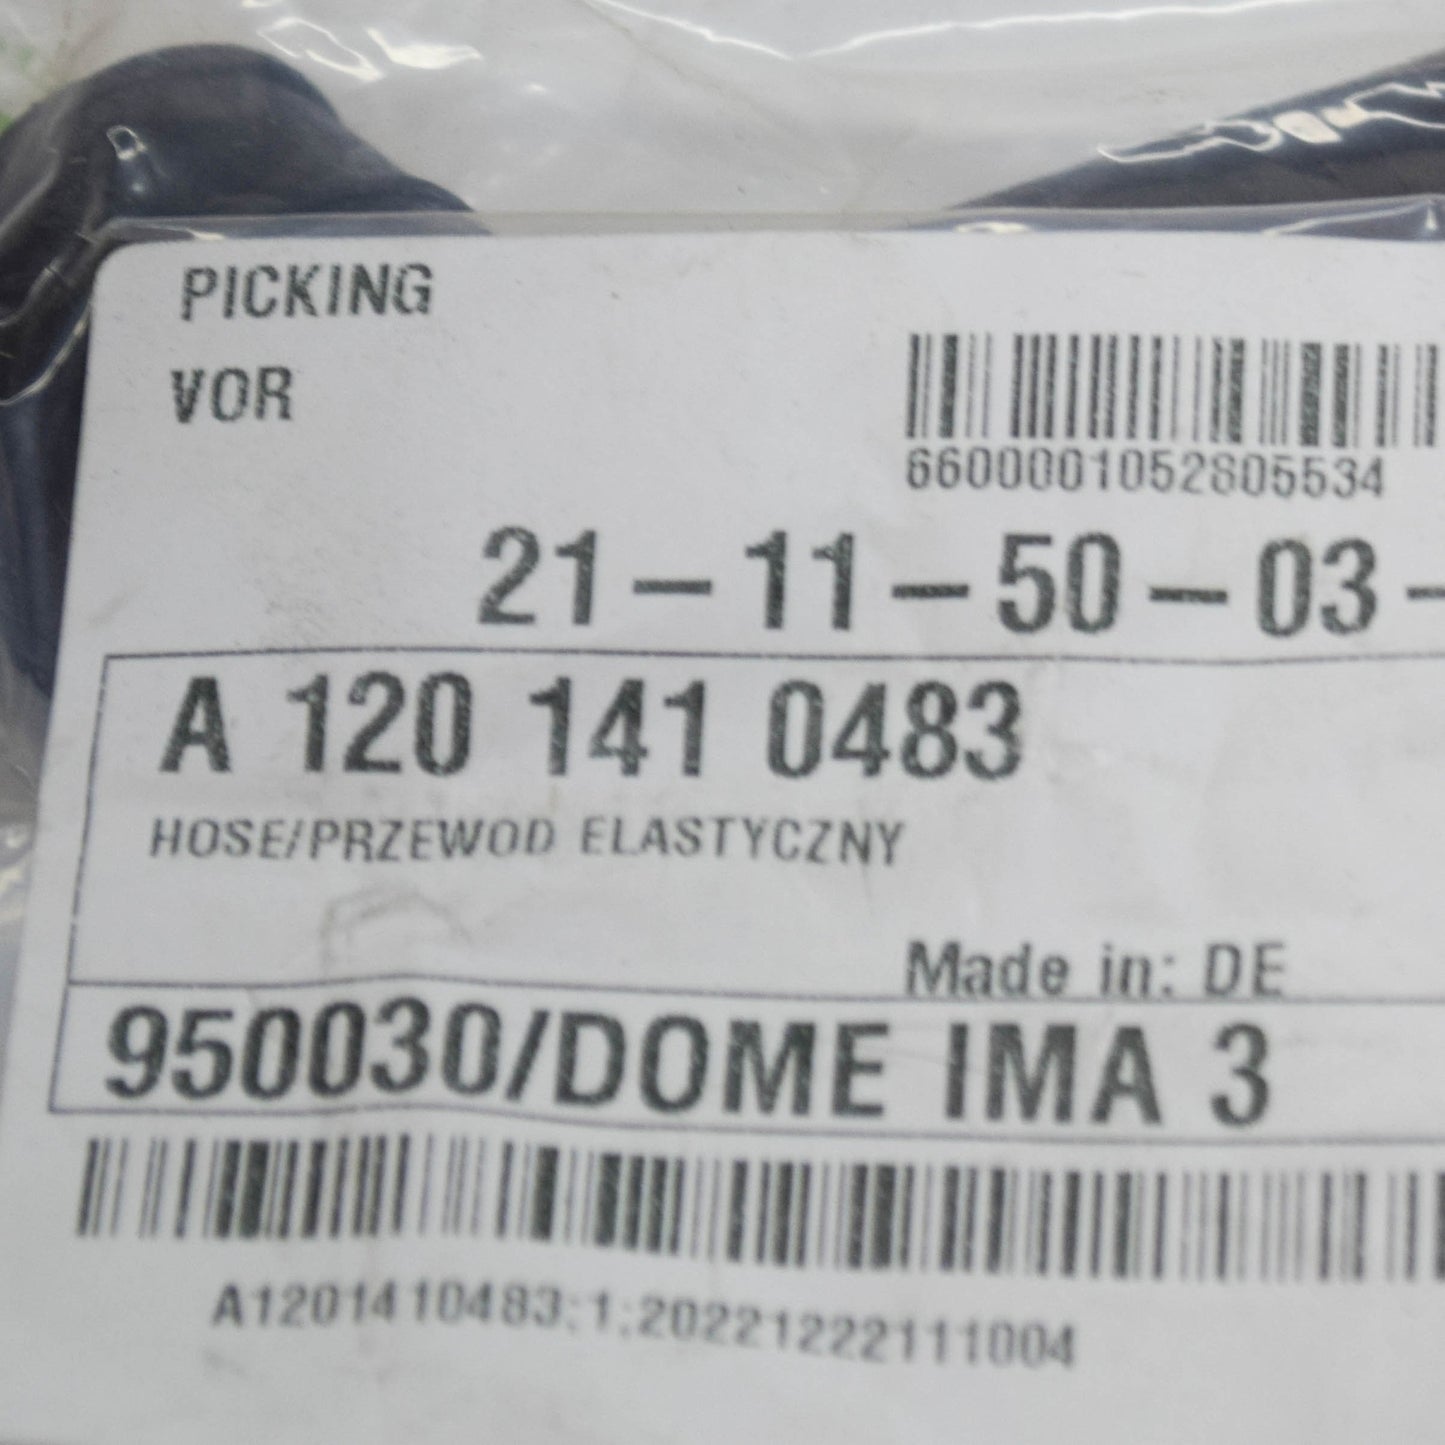 PICKING
VOR
6600001052805534
21-11-50-03-
A 120 141 0483
HOSE/PRZEWOD ELASTYCZNY
Made in: DE
950030/DOME IMA 3
A1201410483;1;20221222111004